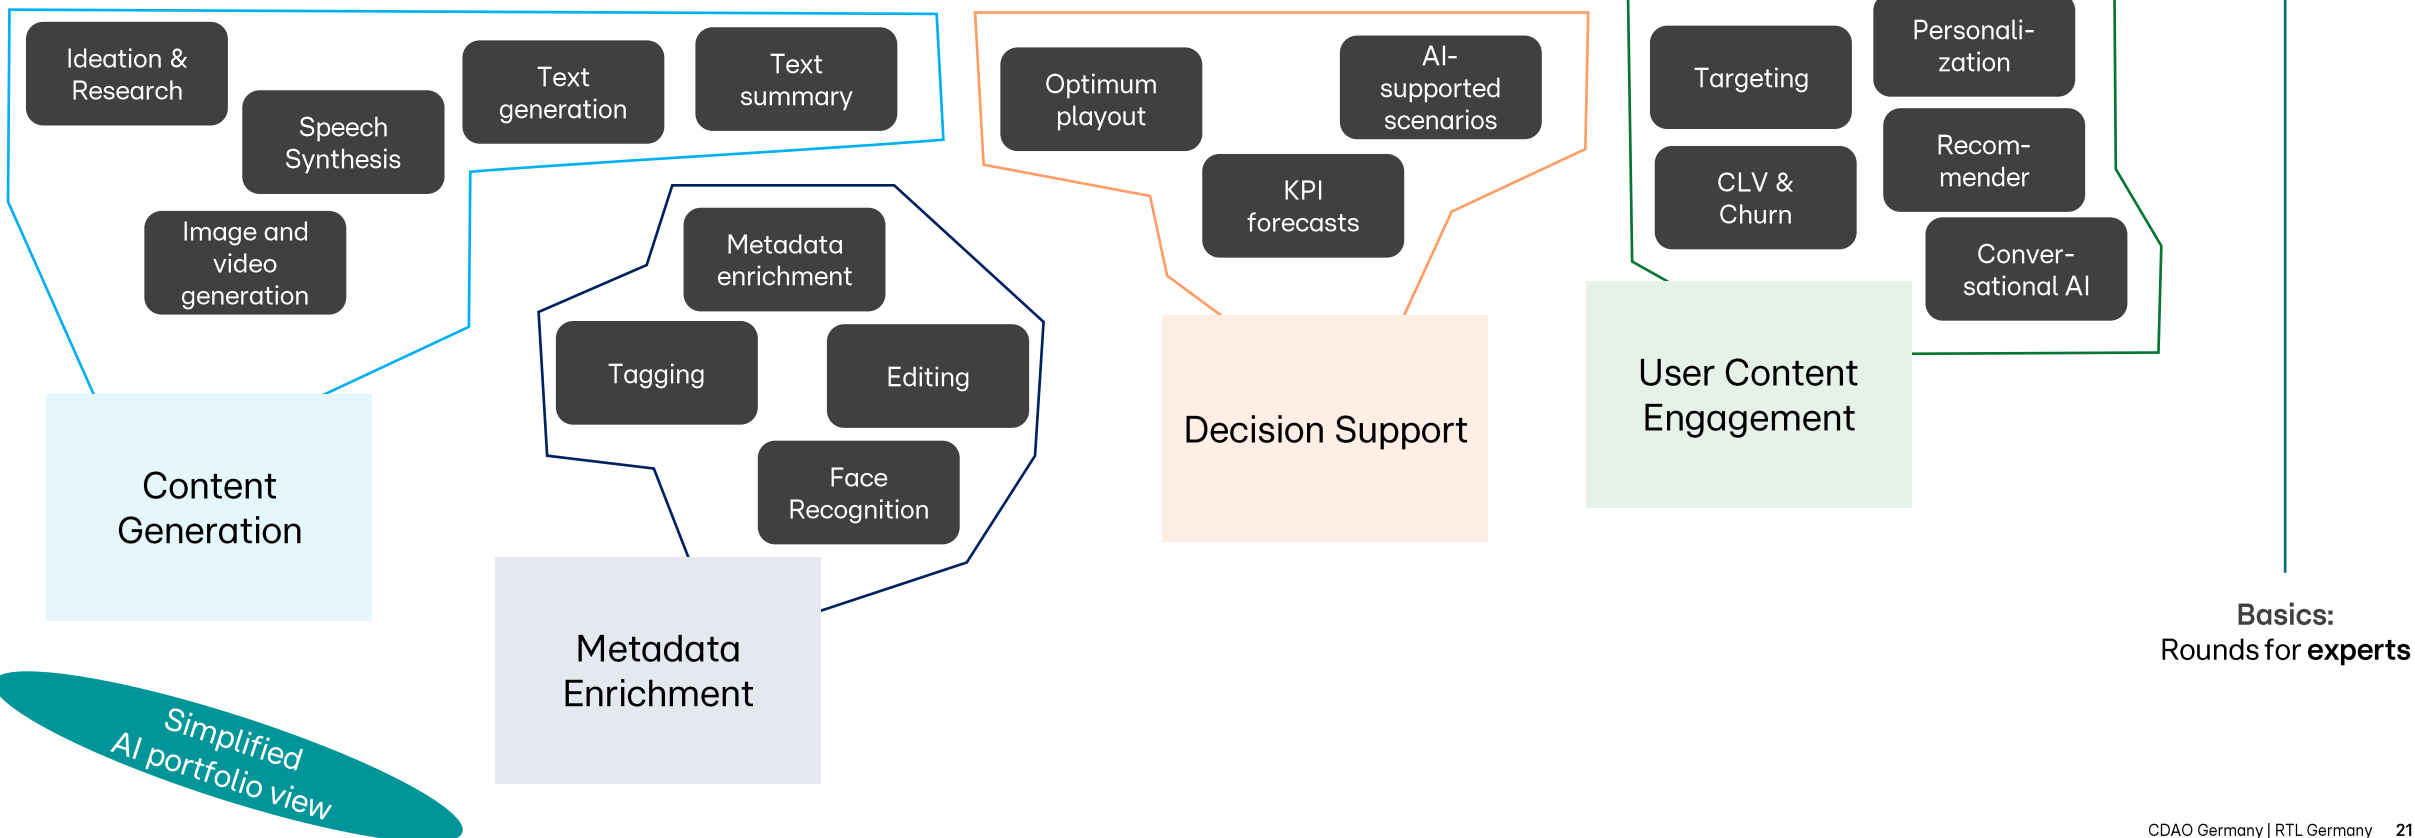 Ideation &
Research
Speech
Synthesis
Text
generation
Text
summary
Image and
video
generation
Content
Generation
Metadata
enrichment
Tagging
Editing
Face
Recognition
Metadata
Enrichment
Optimum
playout
AI-
supported
scenarios
KPI
forecasts
Decision Support
Targeting
Personali-
zation
CLV &
Churn
Recom-
mender
Conver-
sational AI
User Content
Engagement
Basics:
Rounds for experts
Simplified
AI portfolio view
CDAO Germany | RTL Germany 21